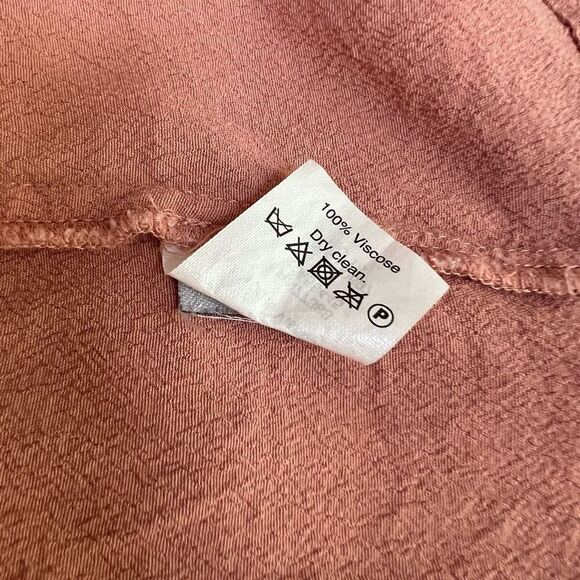 100% Viscose
Dry clean.
P